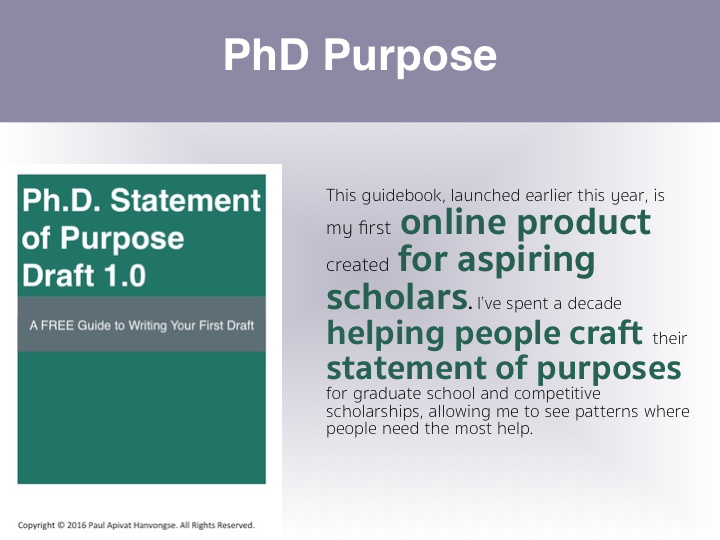 PhD Purpose
Ph.D. Statement
of Purpose
Draft 1.0
A FREE Guide to Writing Your First Draft
Copyright © 2016 Paul Apivat Hanvongse. All Rights Reserved.
This guidebook, launched earlier this year, is
my first online product
created for aspiring
scholars. I've spent a decade
helping people craft their
statement of purposes
for graduate school and competitive
scholarships, allowing me to see patterns where
people need the most help.